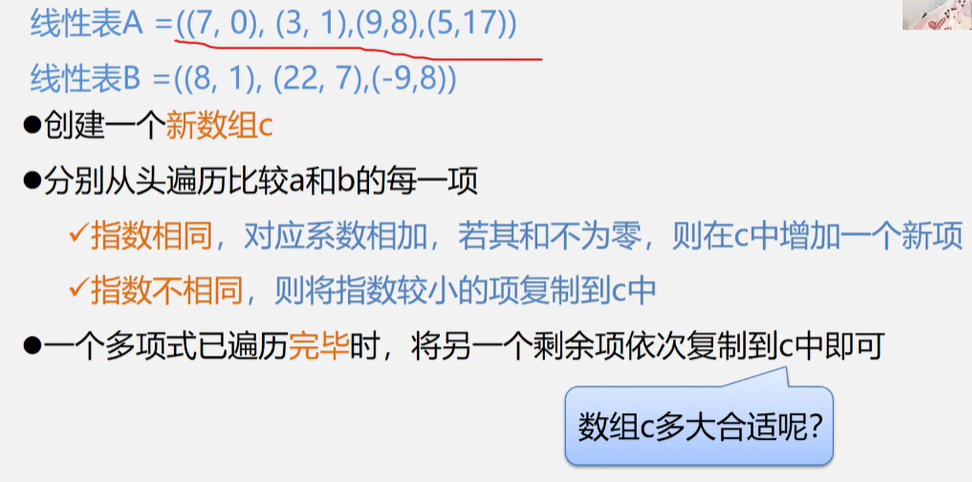 线性表A =((7, 0), (3, 1),(9,8),(5,17))
线性表B =((8, 1), (22, 7),(-9,8))
●创建一个新数组c
●分别从头遍历比较a和b的每一项
✓指数相同，对应系数相加，若其和不为零，则在c中增加一个新项
✓指数不相同，则将指数较小的项复制到c中
●一个多项式已遍历完毕时，将另一个剩余项依次复制到c中即可
数组c多大合适呢?